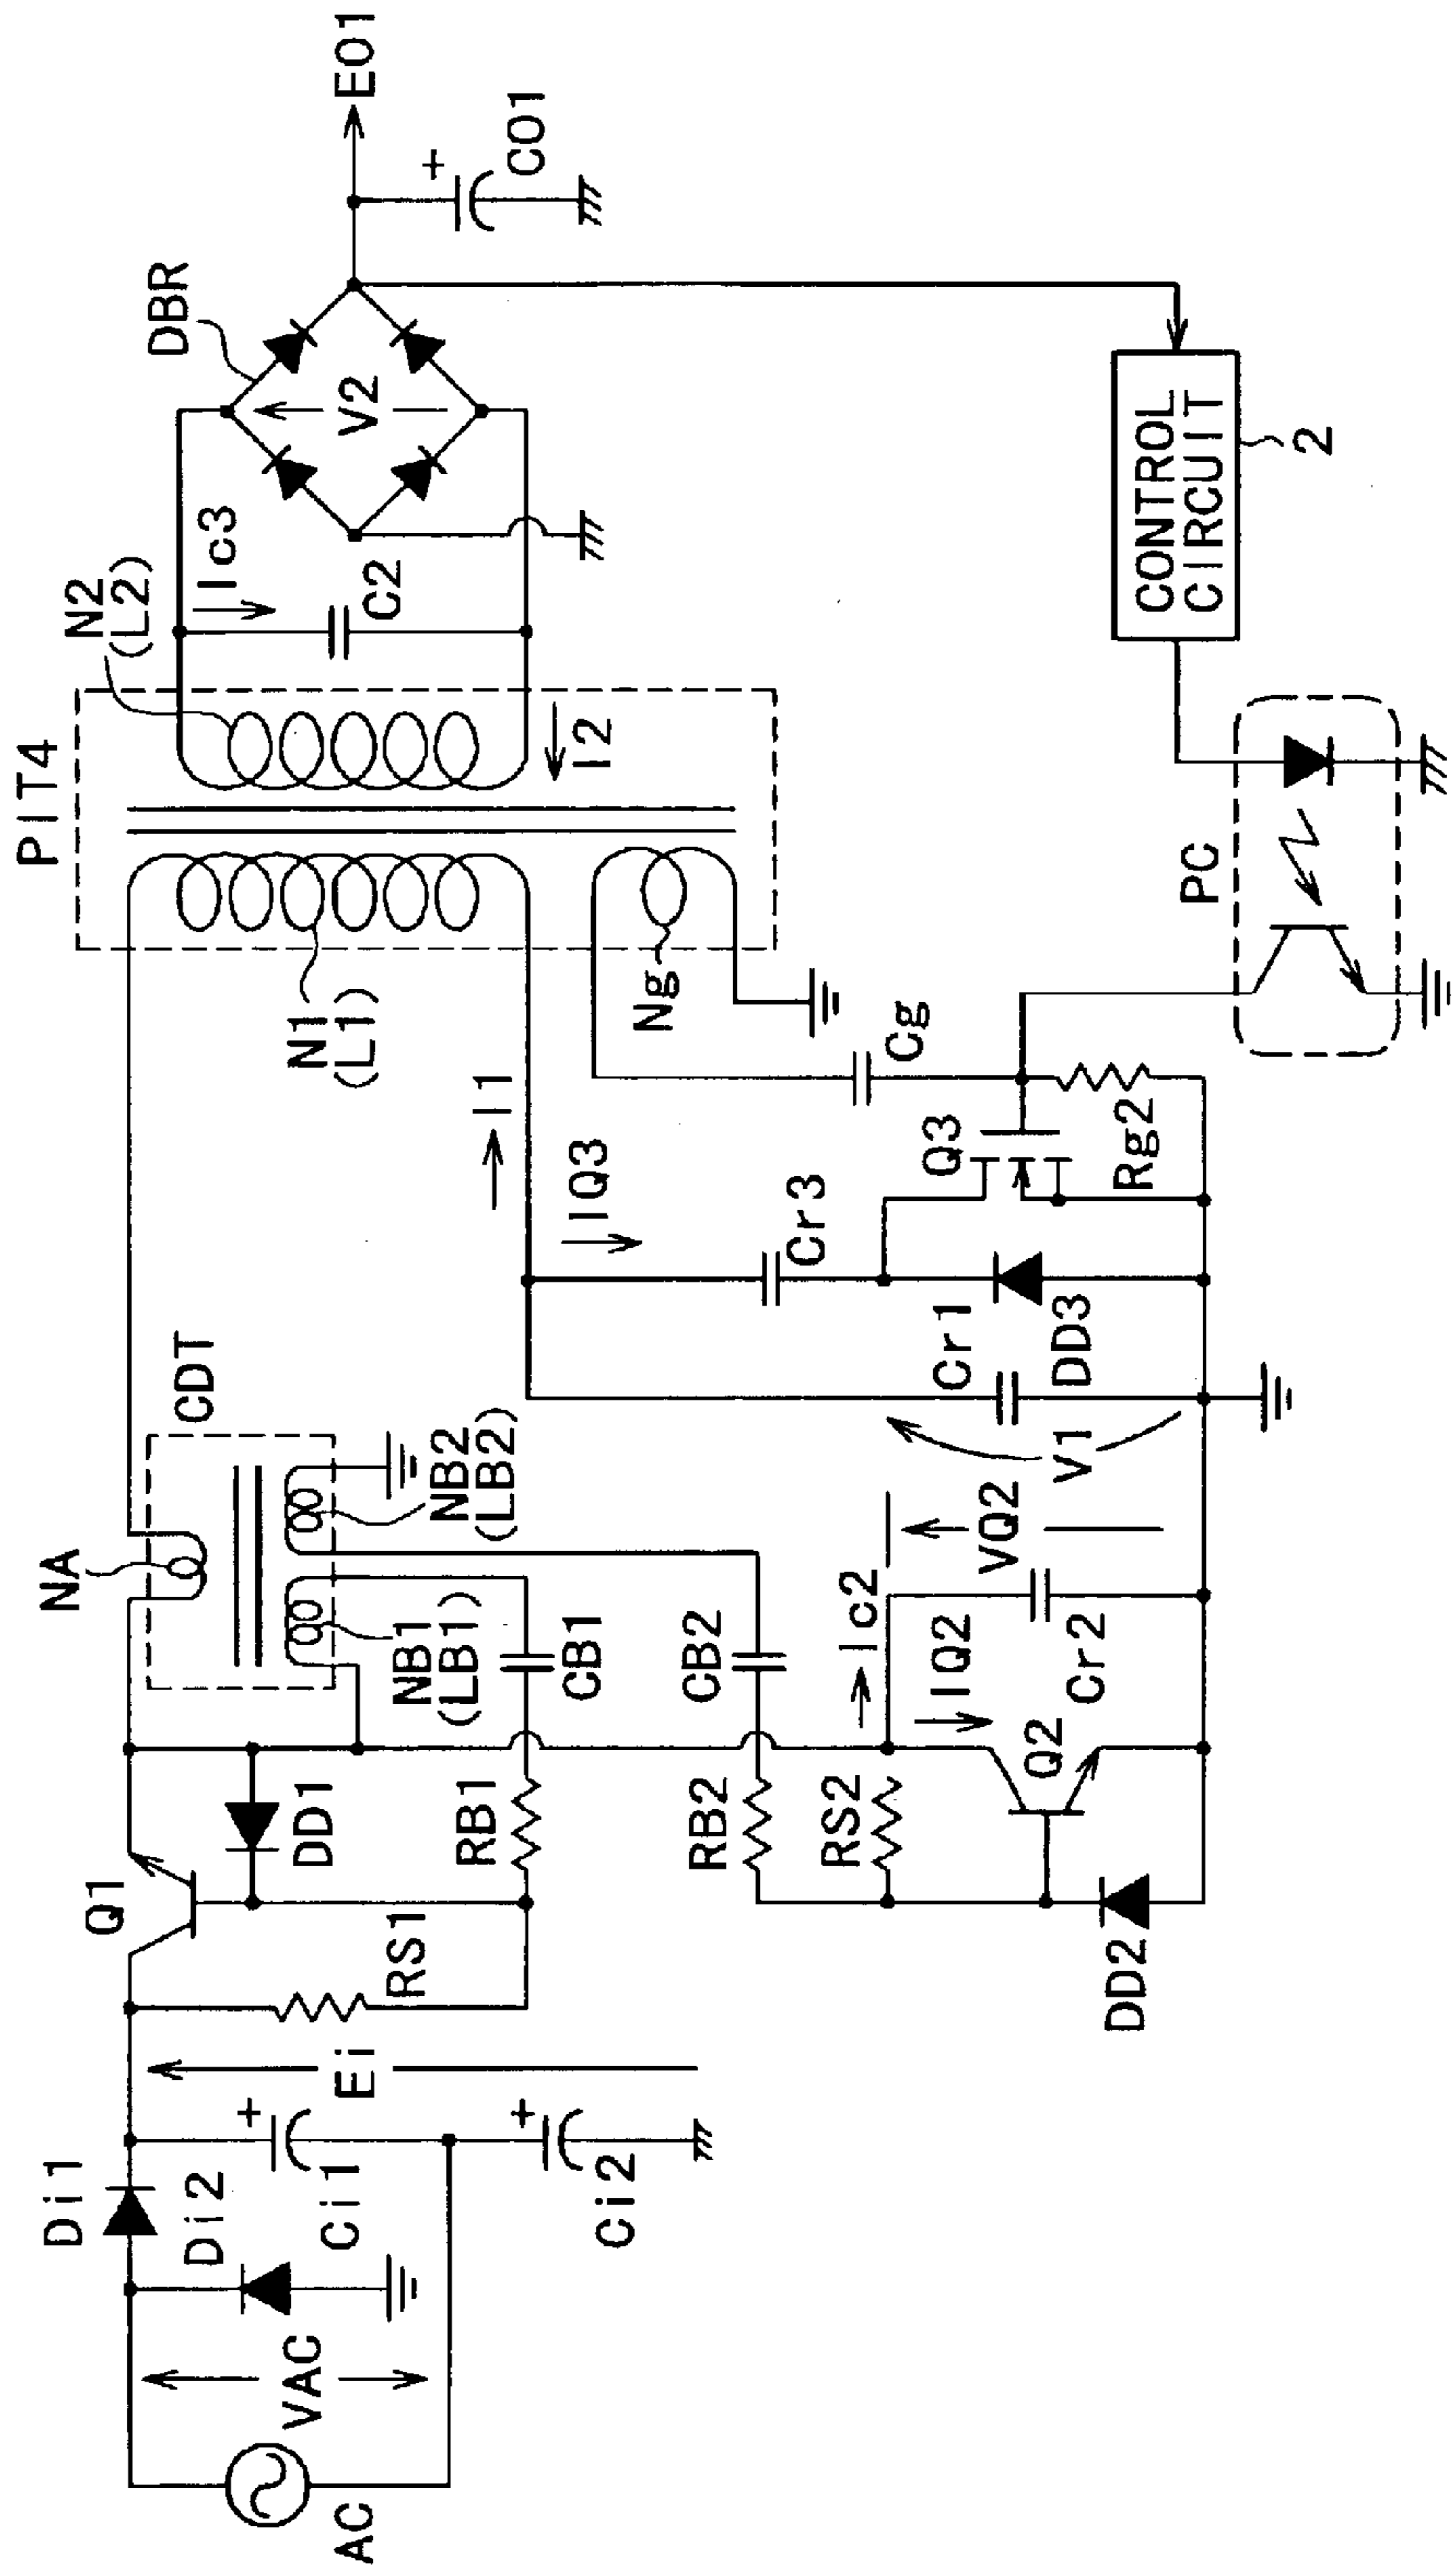 AC
VAC
Di1
Di2
Ci1
Ci2
Ei
Q1
RS1
DD1
RB1
CB1
NA
CDT
NB1
(LB1)
NB2
(LB2)
RB2
CB2
RS2
Ic2
IQ2
VQ2
Q2
Cr2
DD2
V1
Cr1
DD3
Cr3
IQ3
Q3
Rg2
I1
N1
(L1)
Ng
Cg
PIT4
N2
(L2)
I2
Ic3
C2
DBR
V2
CO1
+
+
+
EO1
PC
CONTROL
CIRCUIT
2